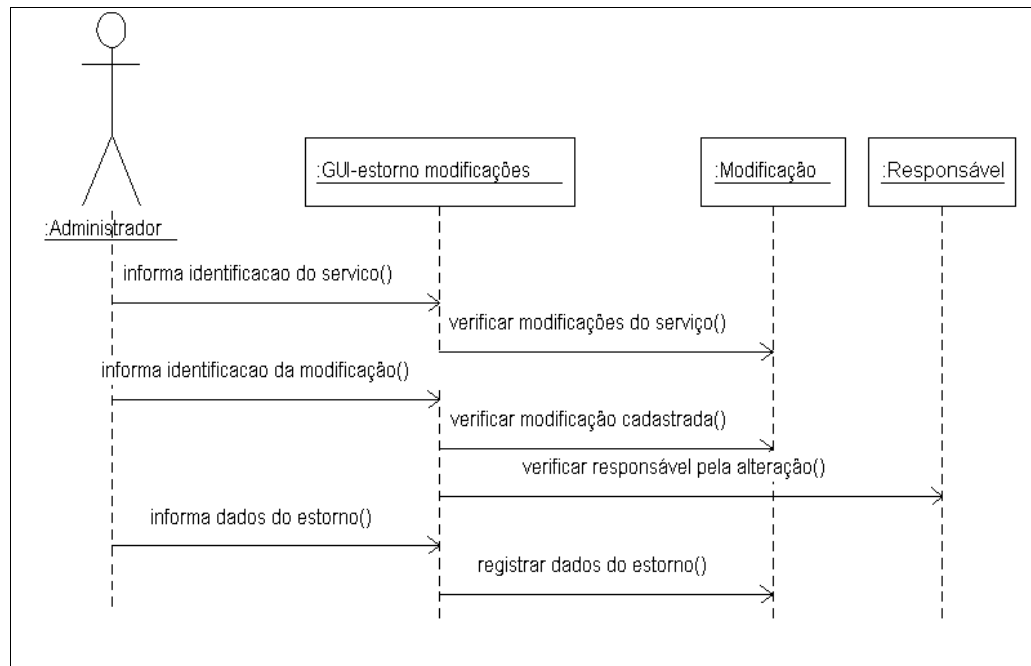 :GUI-estorno modificações
:Modificação
:Responsável
:Administrador
informa identificacao do servico()
verificar modificações do serviço()
informa identificacao da modificação()
verificar modificação cadastrada()
verificar responsável pela alteração()
informa dados do estorno()
registrar dados do estorno()